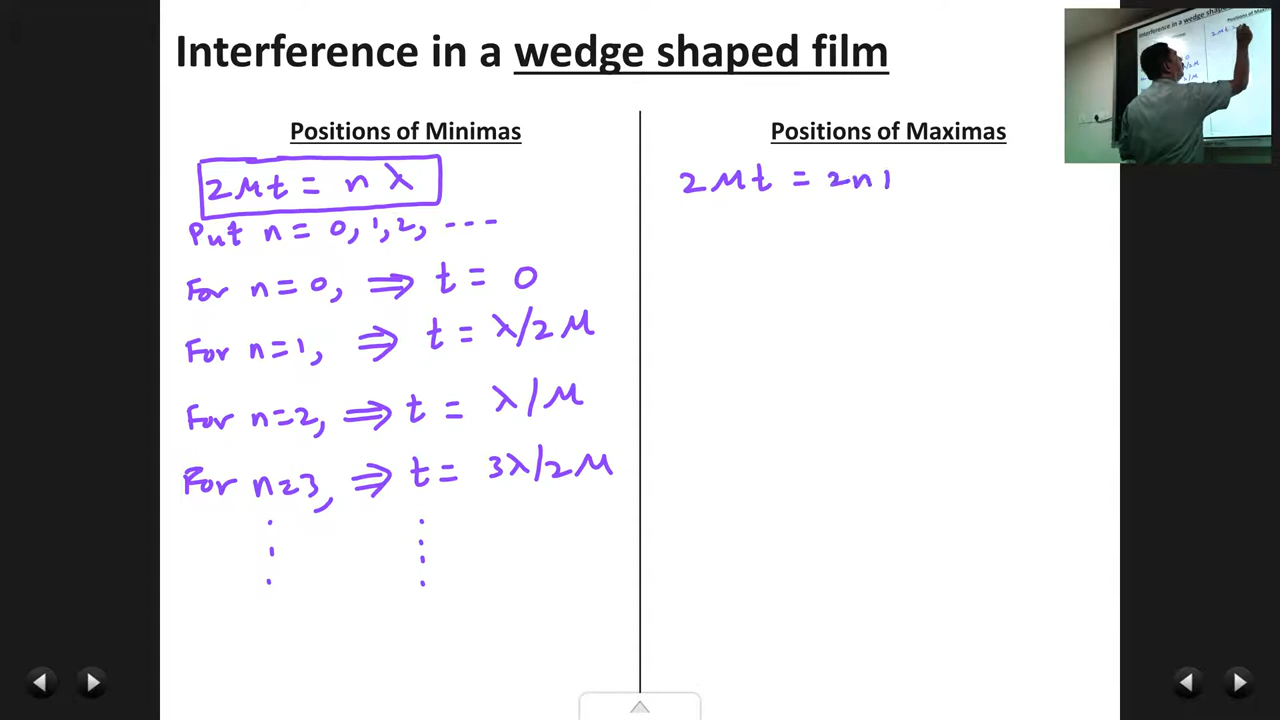 Interference in a wedge shaped film
Positions of Minimas
2μt = nλ
Put n = 0, 1, 2, ---
For n = 0, ⇒ t = 0
For n = 1, ⇒ t = λ/2μ
For n = 2, ⇒ t = λ/μ
For n = 3, ⇒ t = 3λ/2μ
Positions of Maximas
2μt = 2n